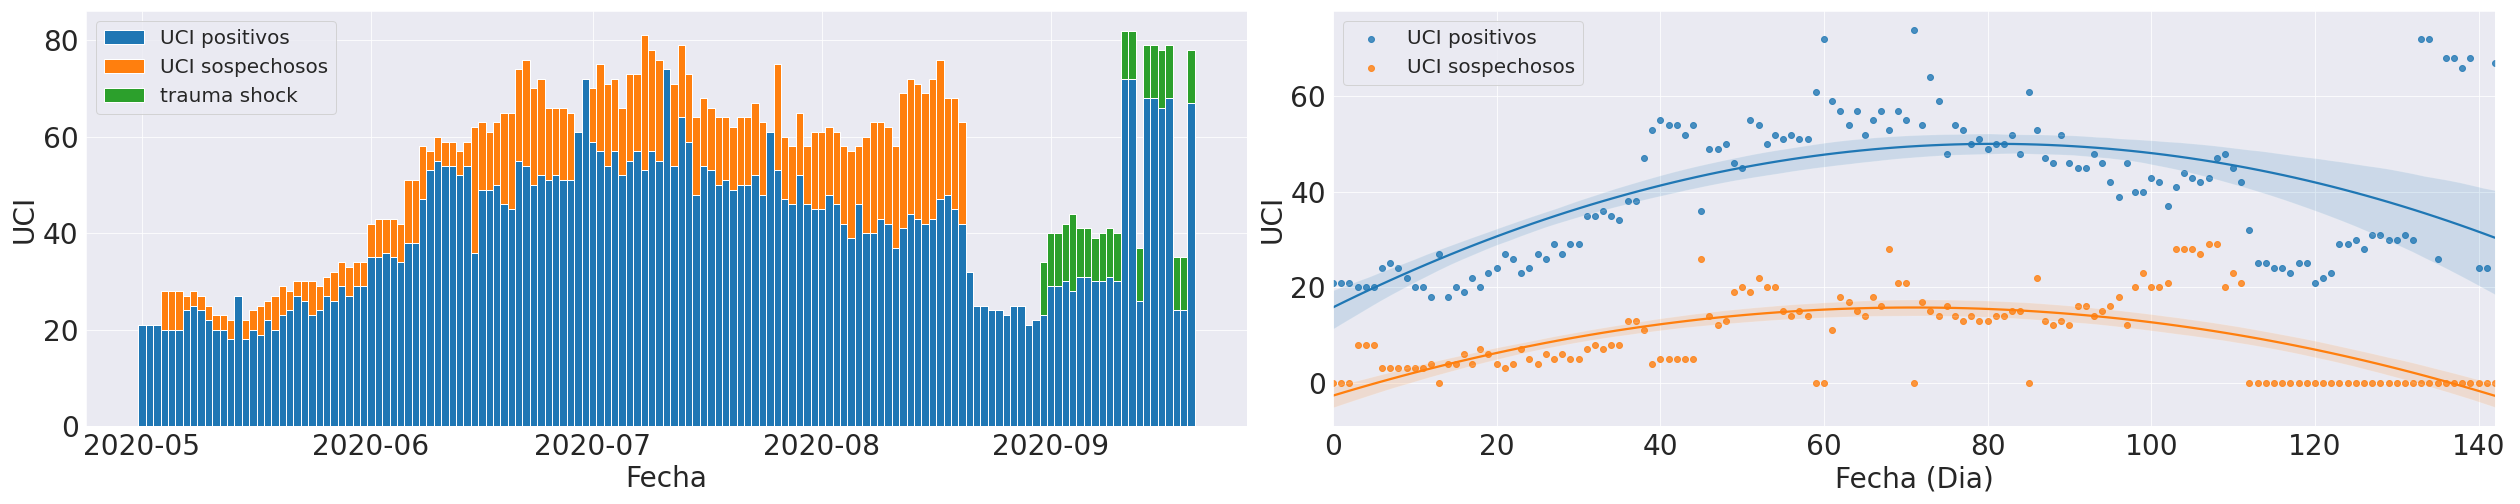 UCI positivos
UCI sospechosos
trauma shock
80
60
40
20
0
UCI
2020-05 2020-06 2020-07 2020-08 2020-09
Fecha
UCI positivos
UCI sospechosos
60
40
20
0
UCI
0 20 40 60 80 100 120 140
Fecha (Dia)